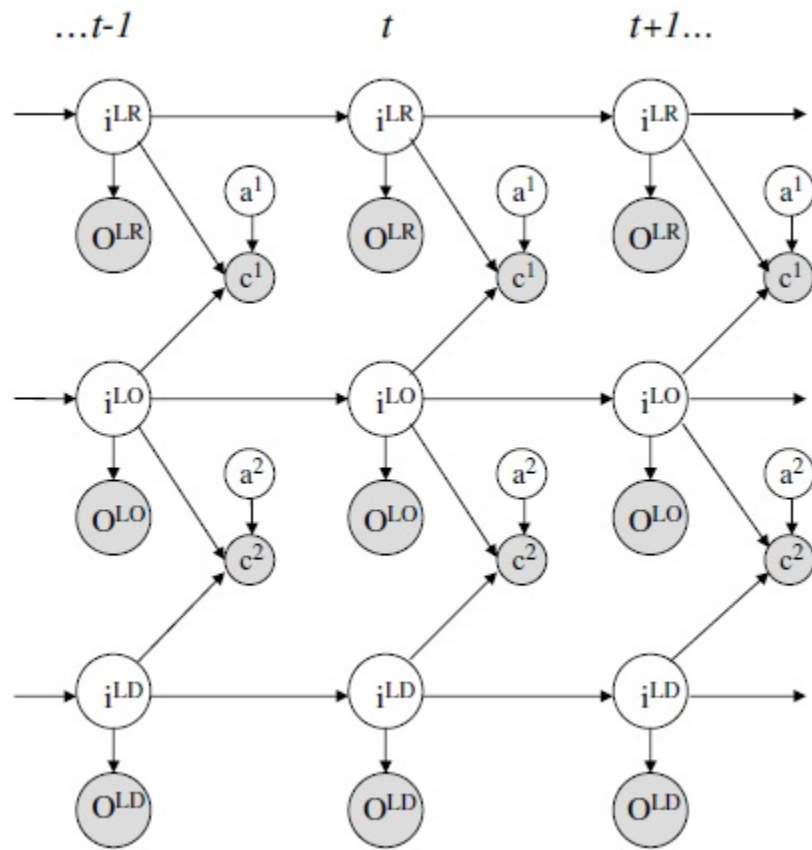 ...t-1 t t+1...
i^LR i^LR i^LR
a^1 a^1 a^1
O^LR O^LR O^LR
c^1 c^1 c^1
i^LO i^LO i^LO
a^2 a^2 a^2
O^LO O^LO O^LO
c^2 c^2 c^2
i^LD i^LD i^LD
O^LD O^LD O^LD